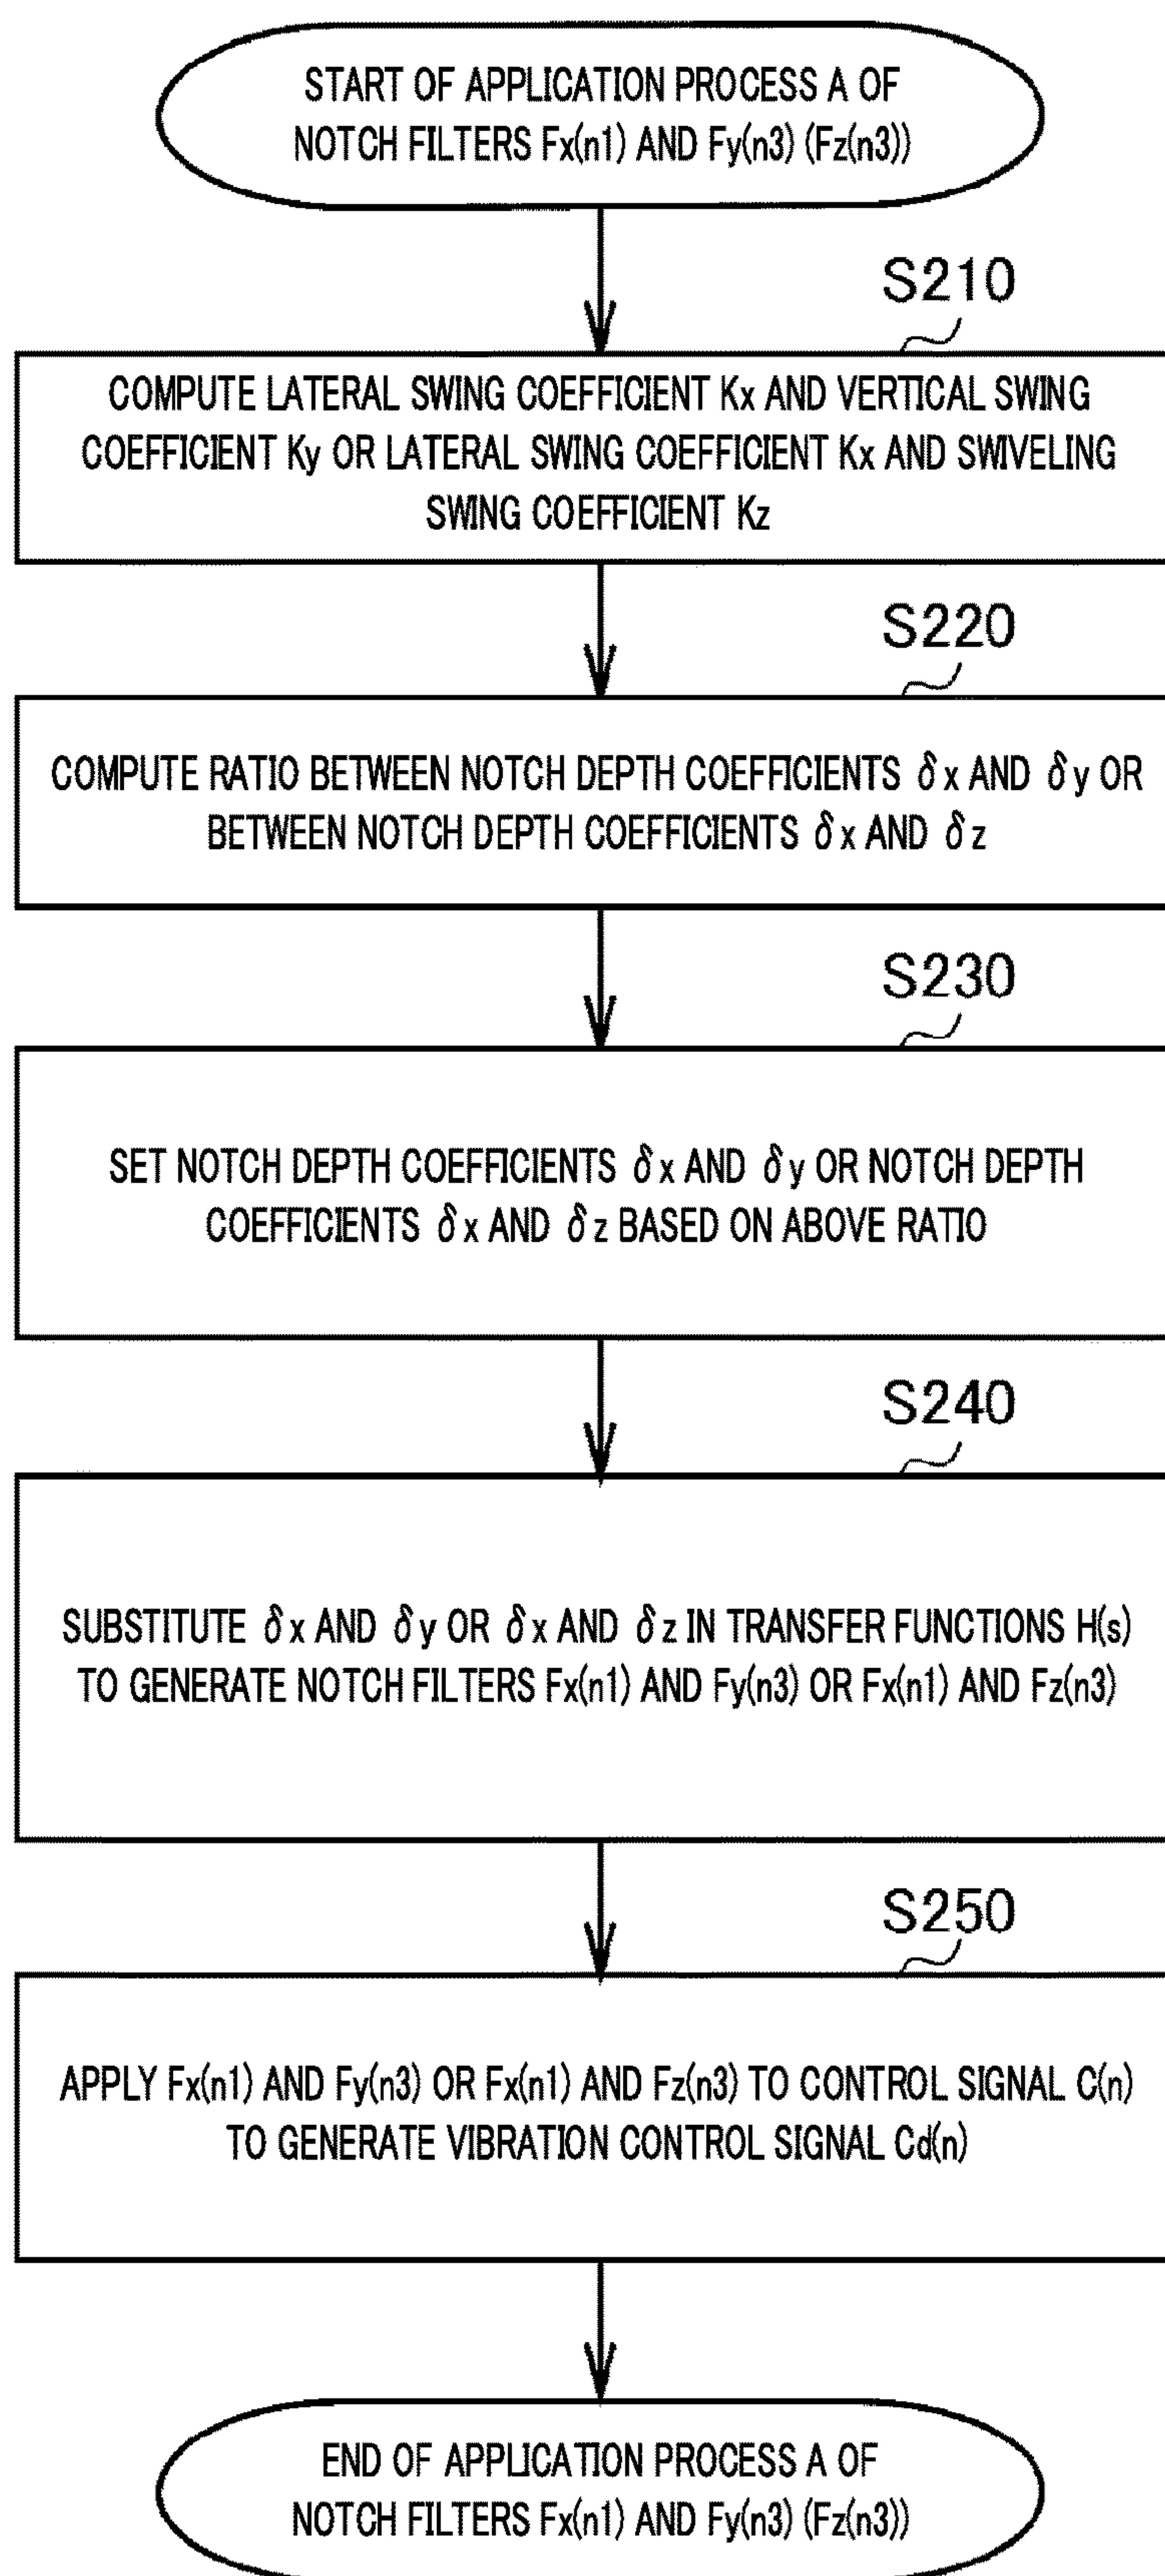 START OF APPLICATION PROCESS A OF
NOTCH FILTERS Fx(n1) AND Fy(n3) (Fz(n3))
S210
COMPUTE LATERAL SWING COEFFICIENT Kx AND VERTICAL SWING
COEFFICIENT Ky OR LATERAL SWING COEFFICIENT Kx AND SWIVELING
SWING COEFFICIENT Kz
S220
COMPUTE RATIO BETWEEN NOTCH DEPTH COEFFICIENTS δx AND δy OR
BETWEEN NOTCH DEPTH COEFFICIENTS δx AND δz
S230
SET NOTCH DEPTH COEFFICIENTS δx AND δy OR NOTCH DEPTH
COEFFICIENTS δx AND δz BASED ON ABOVE RATIO
S240
SUBSTITUTE δx AND δy OR δx AND δz IN TRANSFER FUNCTIONS H(s)
TO GENERATE NOTCH FILTERS Fx(n1) AND Fy(n3) OR Fx(n1) AND Fz(n3)
S250
APPLY Fx(n1) AND Fy(n3) OR Fx(n1) AND Fz(n3) TO CONTROL SIGNAL C(n)
TO GENERATE VIBRATION CONTROL SIGNAL Cd(n)
END OF APPLICATION PROCESS A OF
NOTCH FILTERS Fx(n1) AND Fy(n3) (Fz(n3))